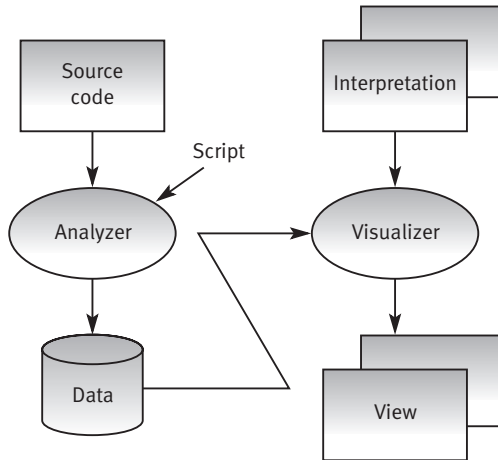 Source
code
Interpretation
Script
Analyzer
Visualizer
Data
View